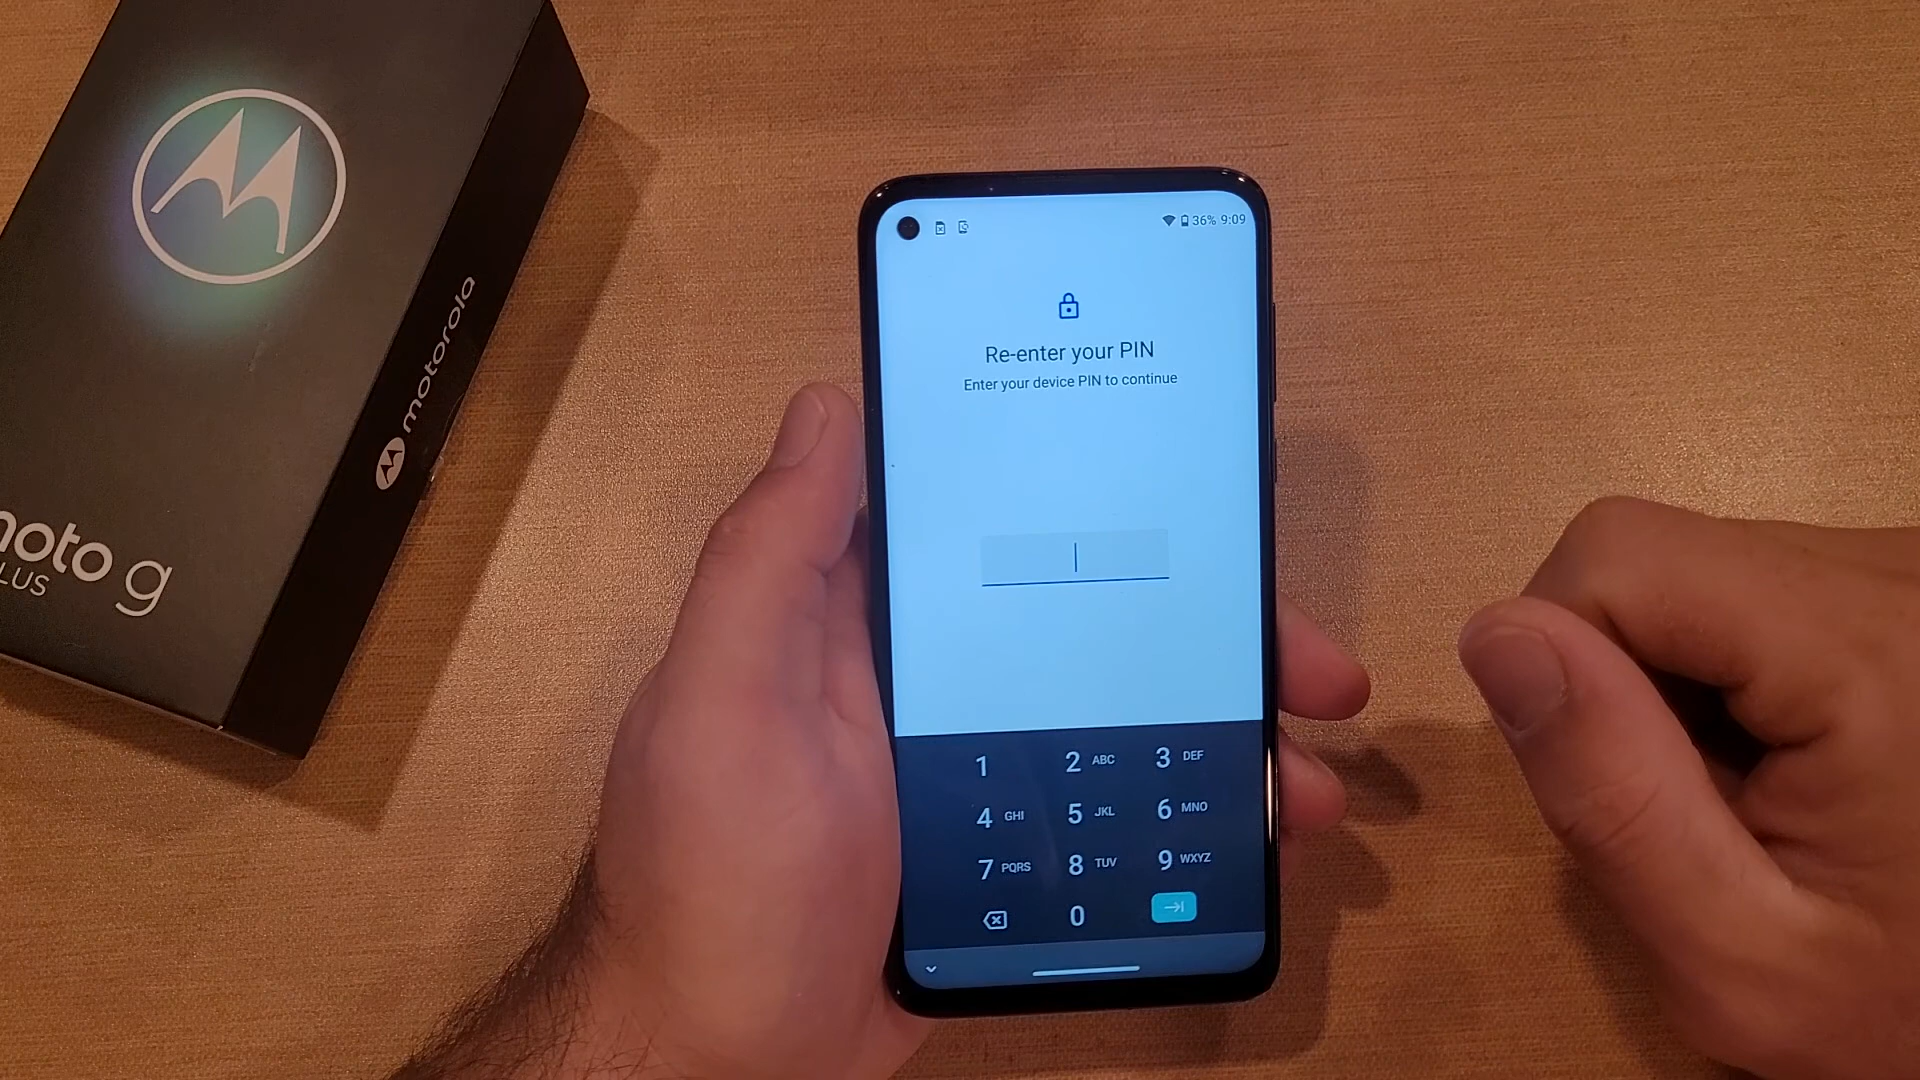 motorola
moto g
PLUS
36% 9:09
Re-enter your PIN
Enter your device PIN to continue
1 2 ABC 3 DEF
4 GHI 5 JKL 6 MNO
7 PQRS 8 TUV 9 WXYZ
0